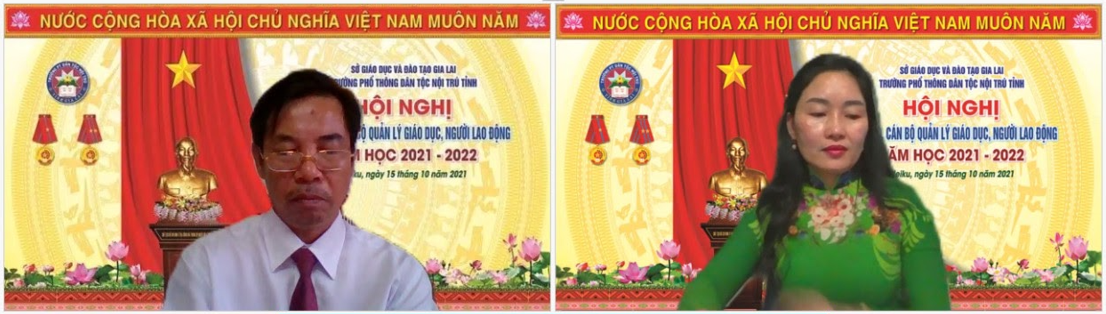 NƯỚC CỘNG HÒA XÃ HỘI CHỦ NGHĨA VIỆT NAM MUÔN NĂM
SỞ GIÁO DỤC VÀ ĐÀO TẠO GIA LAI
TRƯỜNG PHỔ THÔNG DÂN TỘC NỘI TRÚ TỈNH
HỘI NGHỊ
BỘ QUẢN LÝ GIÁO DỤC, NGƯỜI LAO ĐỘNG
HỌC 2021 - 2022
ngày 15 tháng 10 năm 2021
NƯỚC CỘNG HÒA XÃ HỘI CHỦ NGHĨA VIỆT NAM MUÔN NĂM
SỞ GIÁO DỤC VÀ ĐÀO TẠO GIA LAI
TRƯỜNG PHỔ THÔNG DÂN TỘC NỘI TRÚ TỈNH
HỘI NGHỊ
CÁN BỘ QUẢN LÝ GIÁO DỤC, NGƯỜI LAO ĐỘNG
NĂM HỌC 2021 - 2022
ngày 15 tháng 10 năm 2021